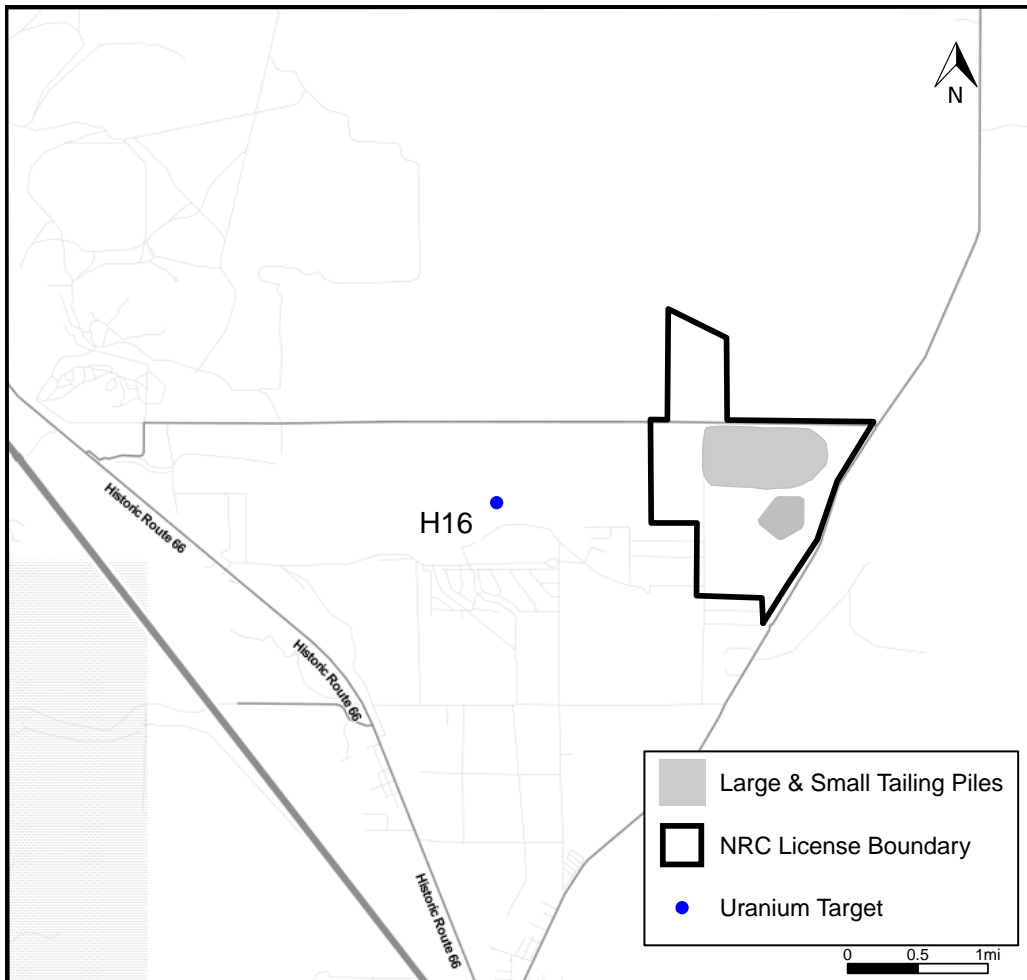 N
Historic Route 66
H16
Historic Route 66
Historic Route 66
Large & Small Tailing Piles
NRC License Boundary
Uranium Target
0 0.5 1mi